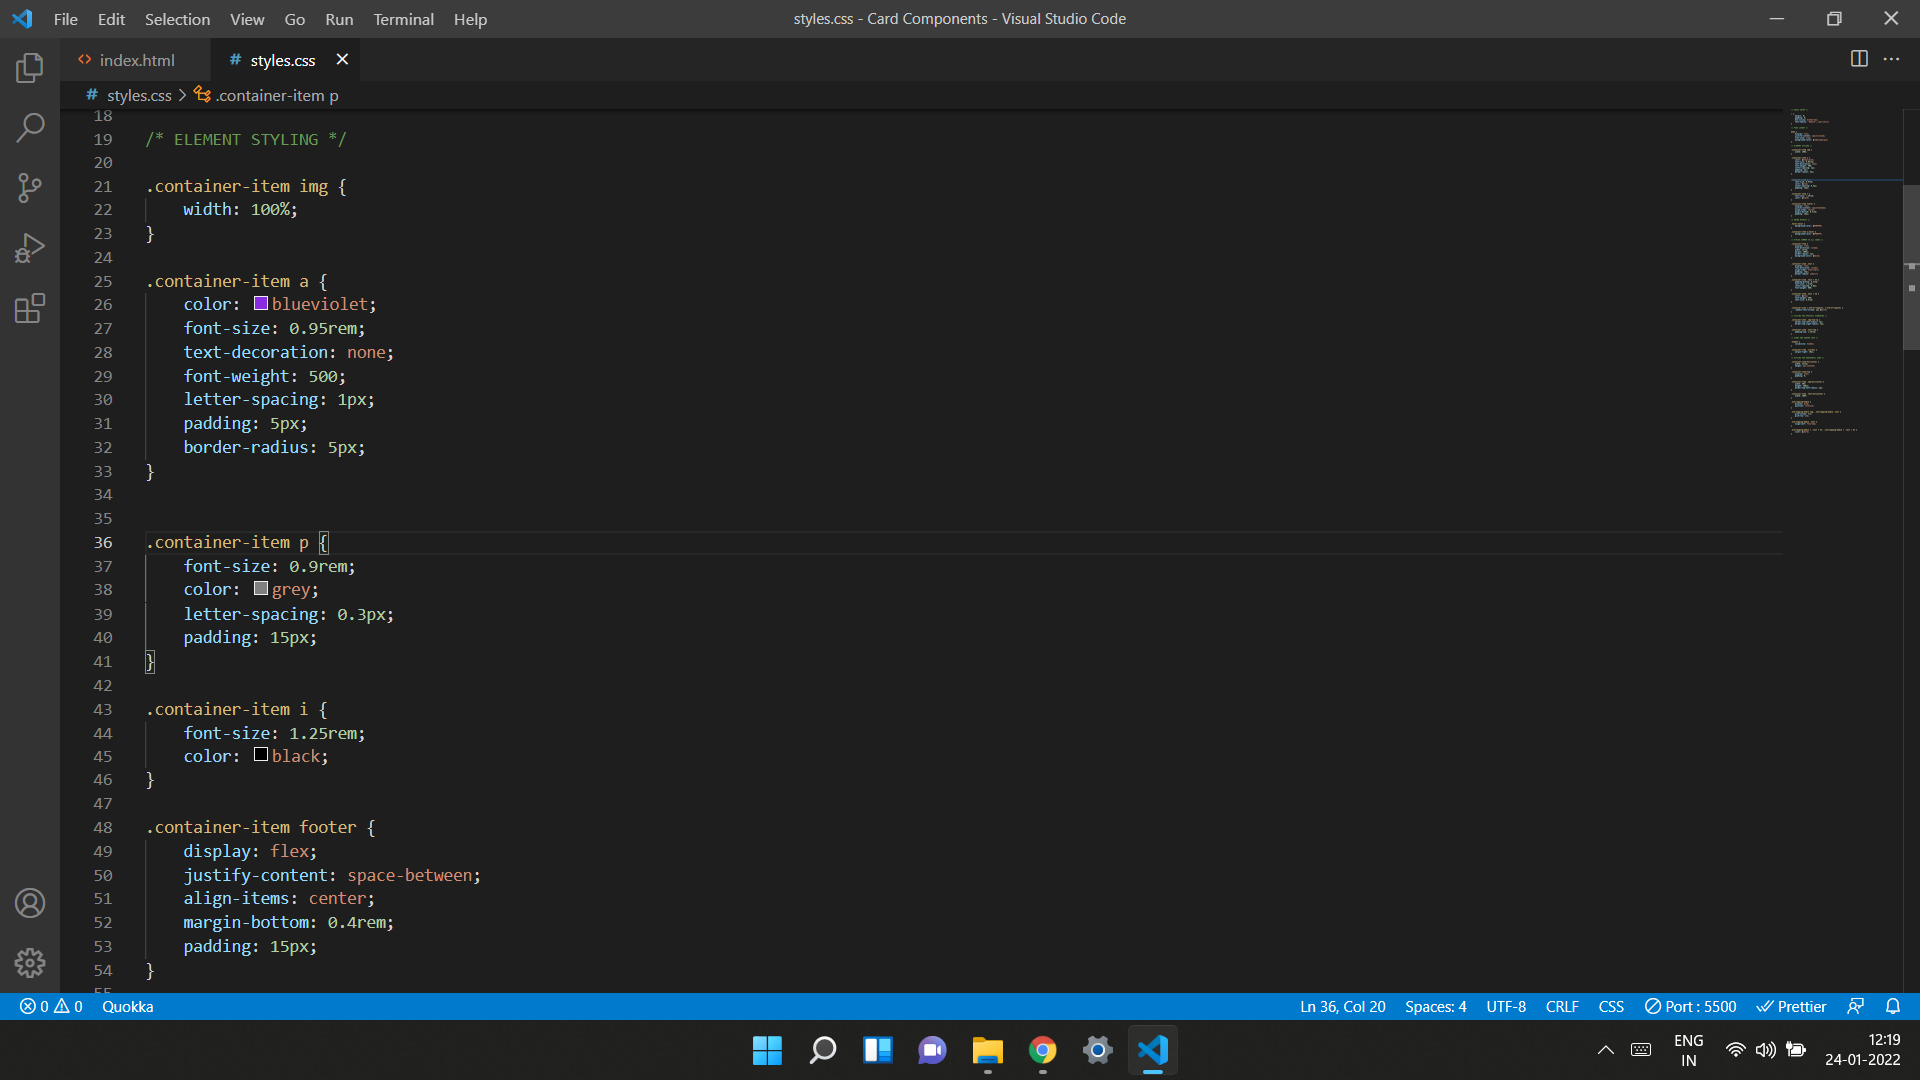 File Edit Selection View Go Run Terminal Help styles.css - Card Components - Visual Studio Code
index.html # styles.css
# styles.css > .container-item p
18
19 /* ELEMENT STYLING */
20
21 .container-item img {
22 width: 100%;
23 }
24
25 .container-item a {
26 color: blueviolet;
27 font-size: 0.95rem;
28 text-decoration: none;
29 font-weight: 500;
30 letter-spacing: 1px;
31 padding: 5px;
32 border-radius: 5px;
33 }
34
35
36 .container-item p {
37 font-size: 0.9rem;
38 color: grey;
39 letter-spacing: 0.3px;
40 padding: 15px;
41 }
42
43 .container-item i {
44 font-size: 1.25rem;
45 color: black;
46 }
47
48 .container-item footer {
49 display: flex;
50 justify-content: space-between;
51 align-items: center;
52 margin-bottom: 0.4rem;
53 padding: 15px;
54 }
55
0 0 Quokka Ln 36, Col 20 Spaces: 4 UTF-8 CRLF CSS Port : 5500 Prettier
ENG 12:19
IN 24-01-2022